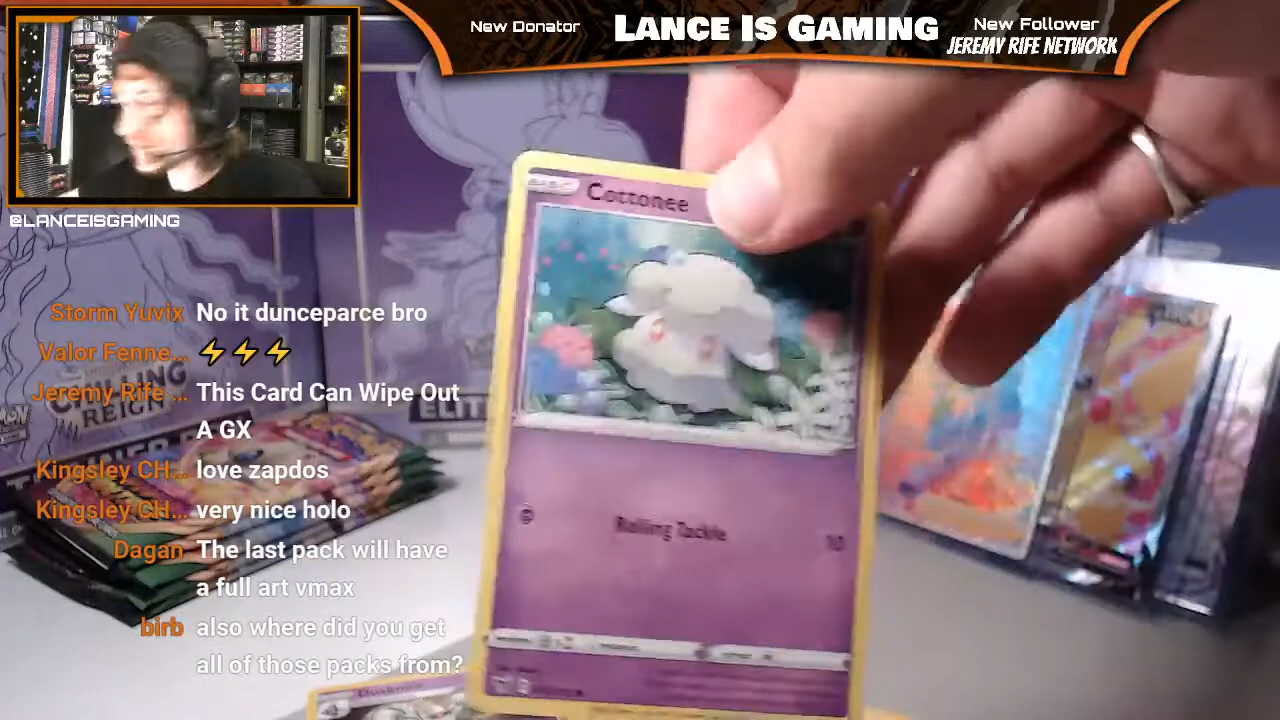 New Donator
LANCE IS GAMING
New Follower
JEREMY RIFE NETWORK
@LANCEISGAMING
BASIC
Cottonee
Rolling Tackle
10
CHILLING
REIGN
ELIT
Storm Yuvix No it dunceparce bro
Valor Fenne... ⚡⚡⚡
Jeremy Rife ... This Card Can Wipe Out
A GX
Kingsley CH... love zapdos
Kingsley CH... very nice holo
Dagan The last pack will have
a full art vmax
birb also where did you get
all of those packs from?